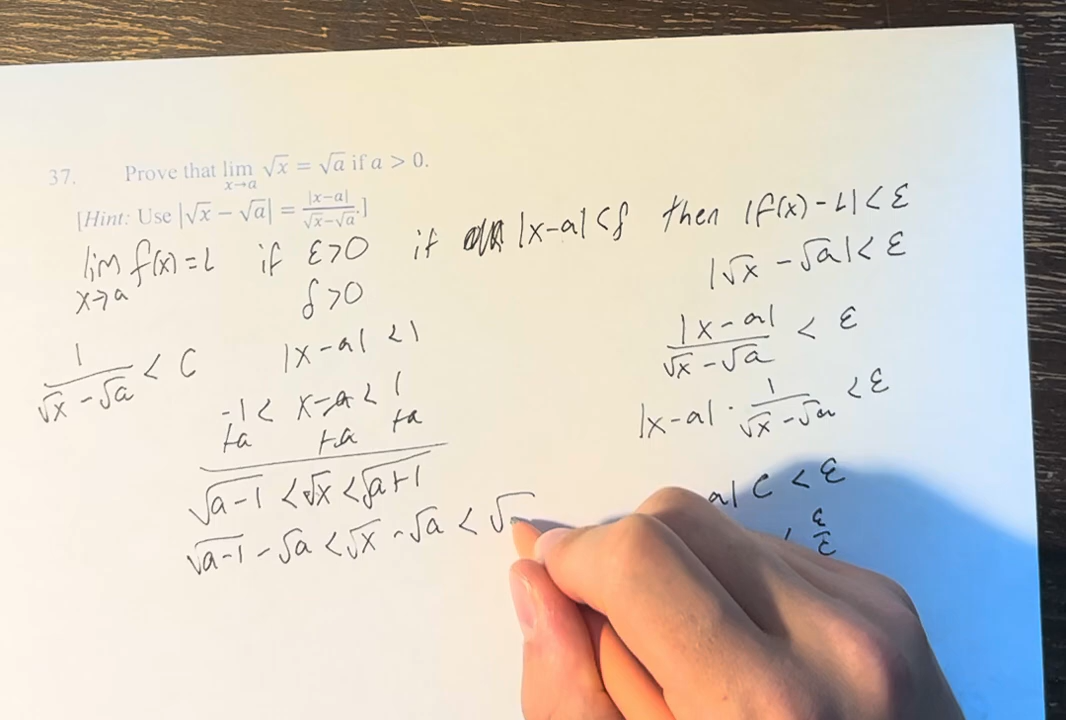 37. Prove that lim x→a √x = √a if a > 0.
[Hint: Use |√x − √a| = |x−a| / √x−√a.]
lim x→a f(x) = L if ε>0 if |x-a|<δ then |f(x) - L| < ε
δ>0
|√x - √a| < ε
1/(√x - √a) < C
|x-a| < 1
|x-a|/(√x - √a) < ε
-1 < x-a < 1
+a +a +a
|x-a| · 1/(√x - √a) < ε
√a-1 < √x < √a+1
a| C < ε
√a-1 - √a < √x - √a < √